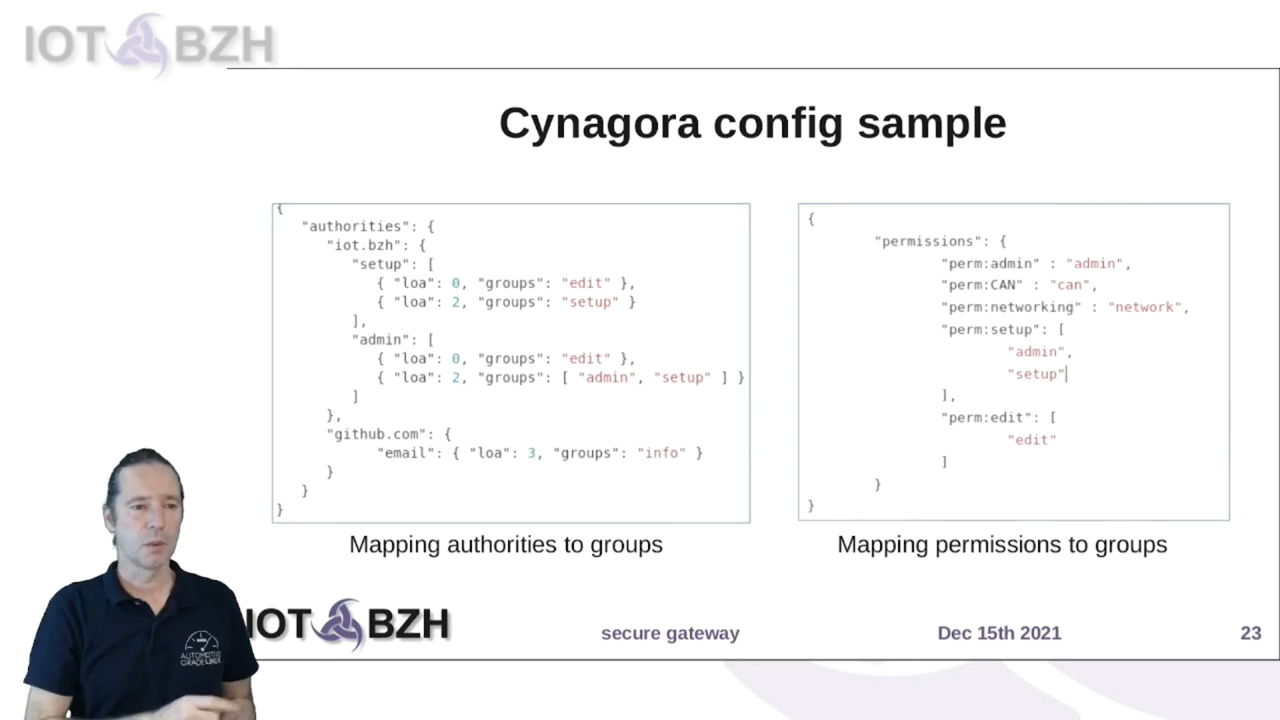 IOT BZH
Cynagora config sample
{
"authorities": {
"iot.bzh": {
"setup": [
{ "loa": 0, "groups": "edit" },
{ "loa": 2, "groups": "setup" }
],
"admin": [
{ "loa": 0, "groups": "edit" },
{ "loa": 2, "groups": [ "admin", "setup" ] }
]
},
"github.com": {
"email": { "loa": 3, "groups": "info" }
}
}
}
Mapping authorities to groups
{
"permissions": {
"perm:admin" : "admin",
"perm:CAN" : "can",
"perm:networking" : "network",
"perm:setup": [
"admin",
"setup"
],
"perm:edit": [
"edit"
]
}
}
Mapping permissions to groups
AUTOMOTIVE
GRADE LINUX
IOT BZH
secure gateway
Dec 15th 2021
23